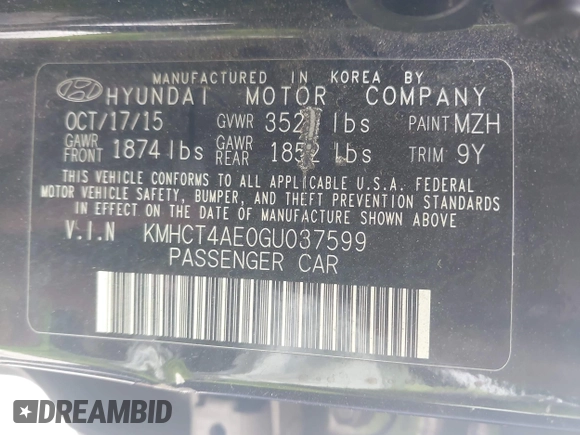 MANUFACTURED IN KOREA BY
HYUNDAI MOTOR COMPANY
OCT/17/15 GVWR lbs PAINT MZH
GAWR FRONT 1874 lbs GAWR REAR Lbs TRIM 9Y
THIS VEHICLE CONFORMS TO ALL APPLICABLE U.S.A. FEDERAL
MOTOR VEHICLE SAFETY, BUMPER, AND THEFT PREVENTION STANDARDS
IN EFFECT ON THE DATE OF MANUFACTURE SHOWN ABOVE
V.I.N KMHCT4AE0GU037599
PASSENGER CAR
DREAMBID